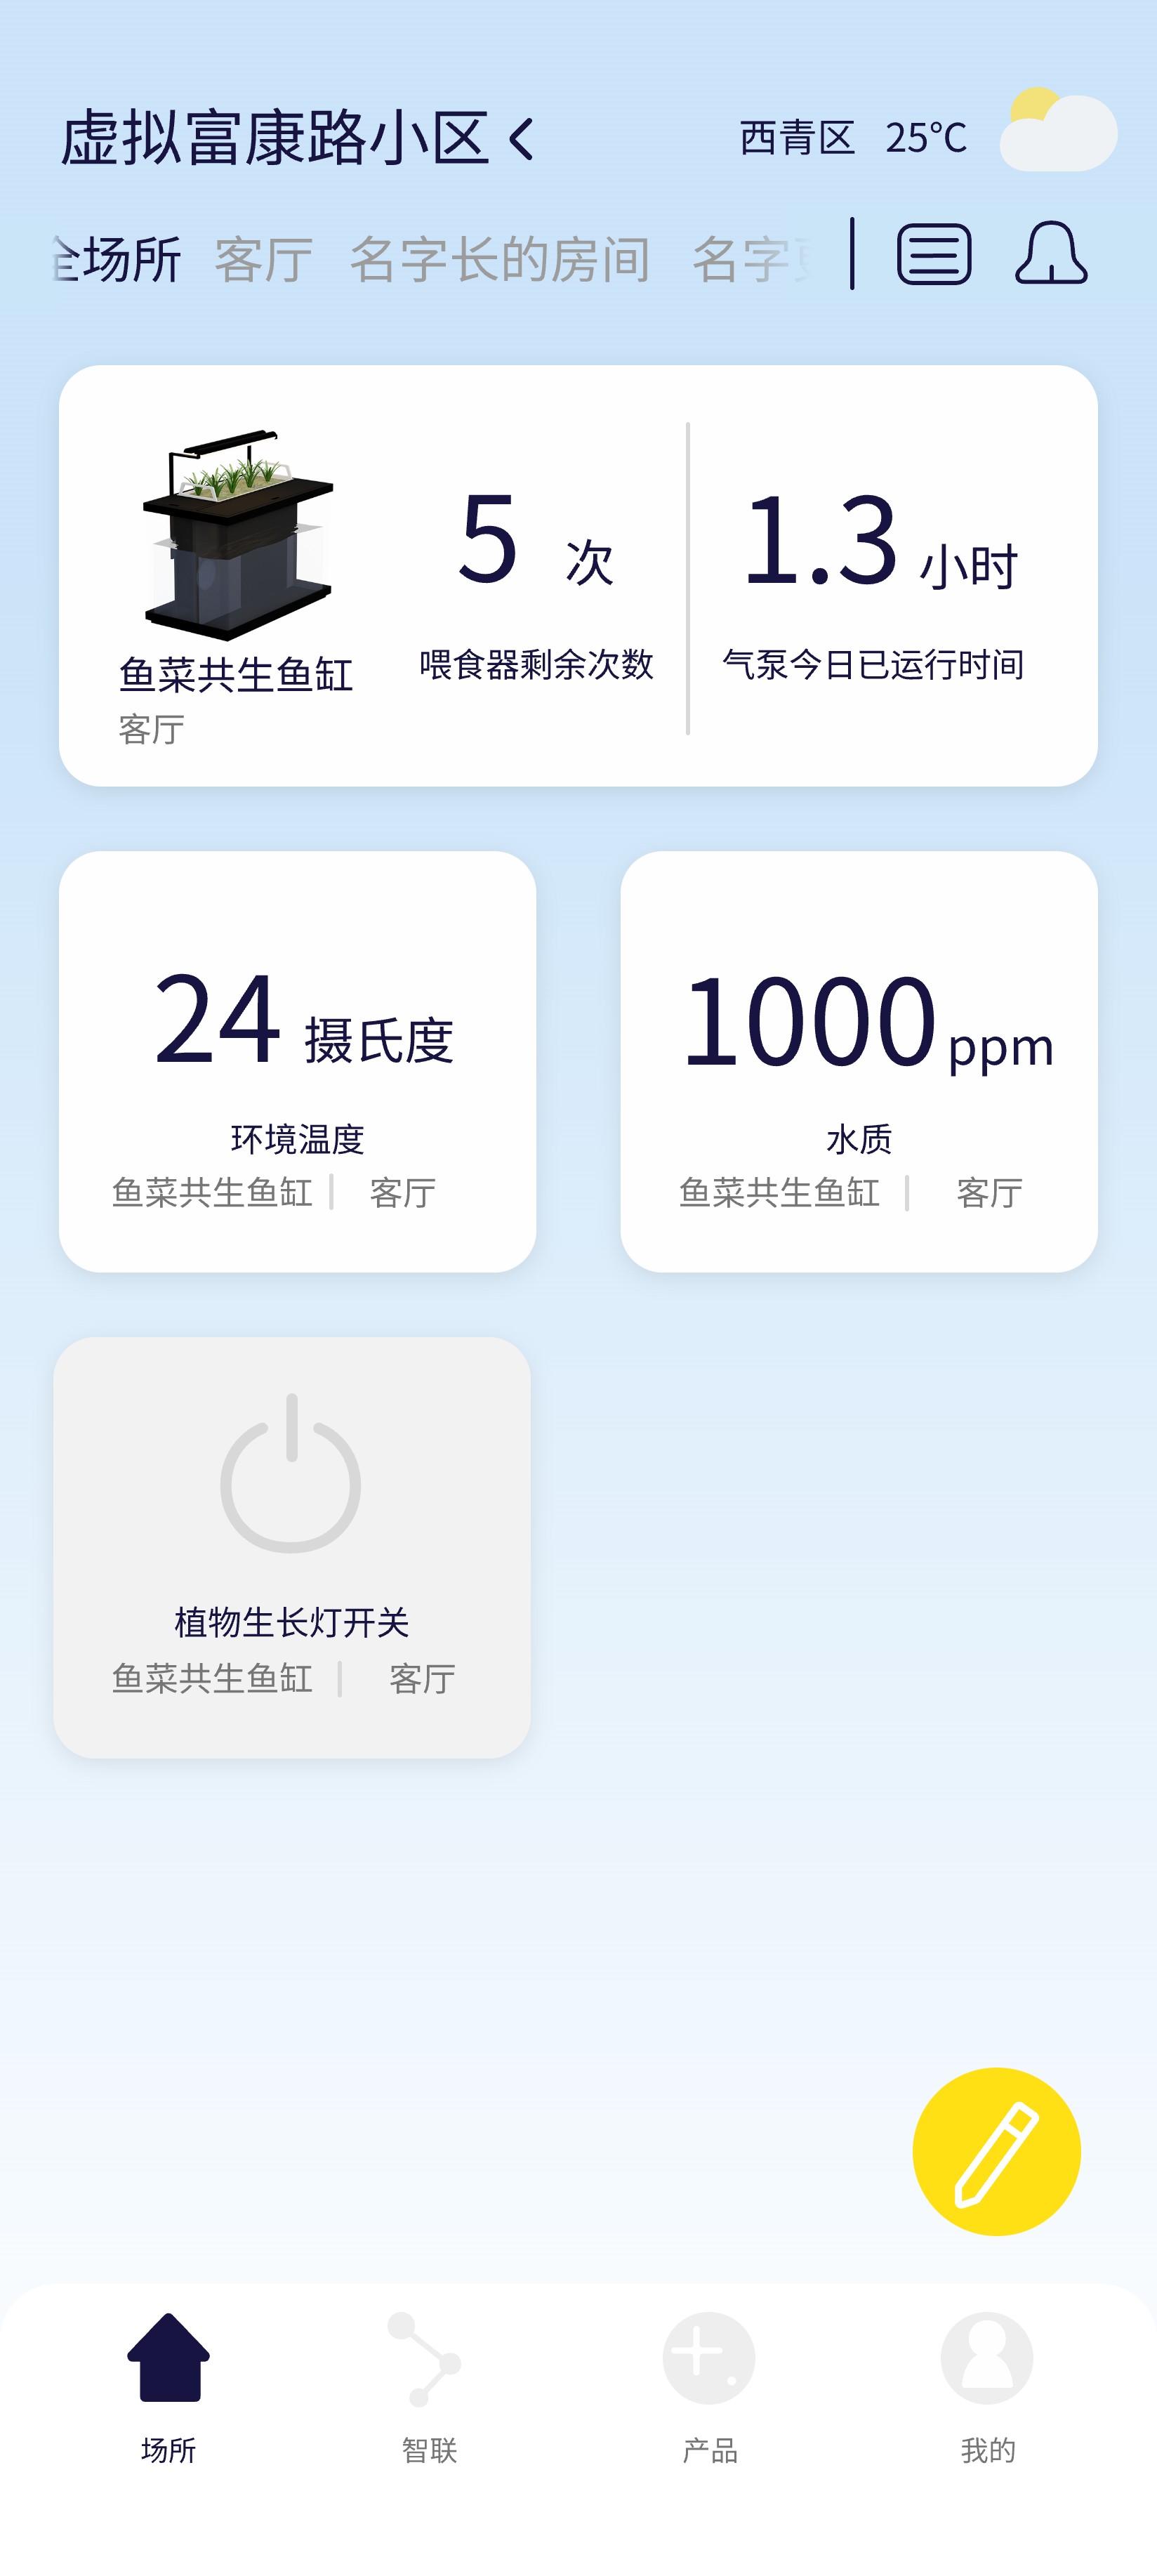 虚拟富康路小区
西青区 25℃
全场所 客厅 名字长的房间 名字
5 次
1.3 小时
喂食器剩余次数
气泵今日已运行时间
鱼菜共生鱼缸
客厅
24 摄氏度
环境温度
鱼菜共生鱼缸 客厅
1000 ppm
水质
鱼菜共生鱼缸 客厅
植物生长灯开关
鱼菜共生鱼缸 客厅
场所 智联 产品 我的